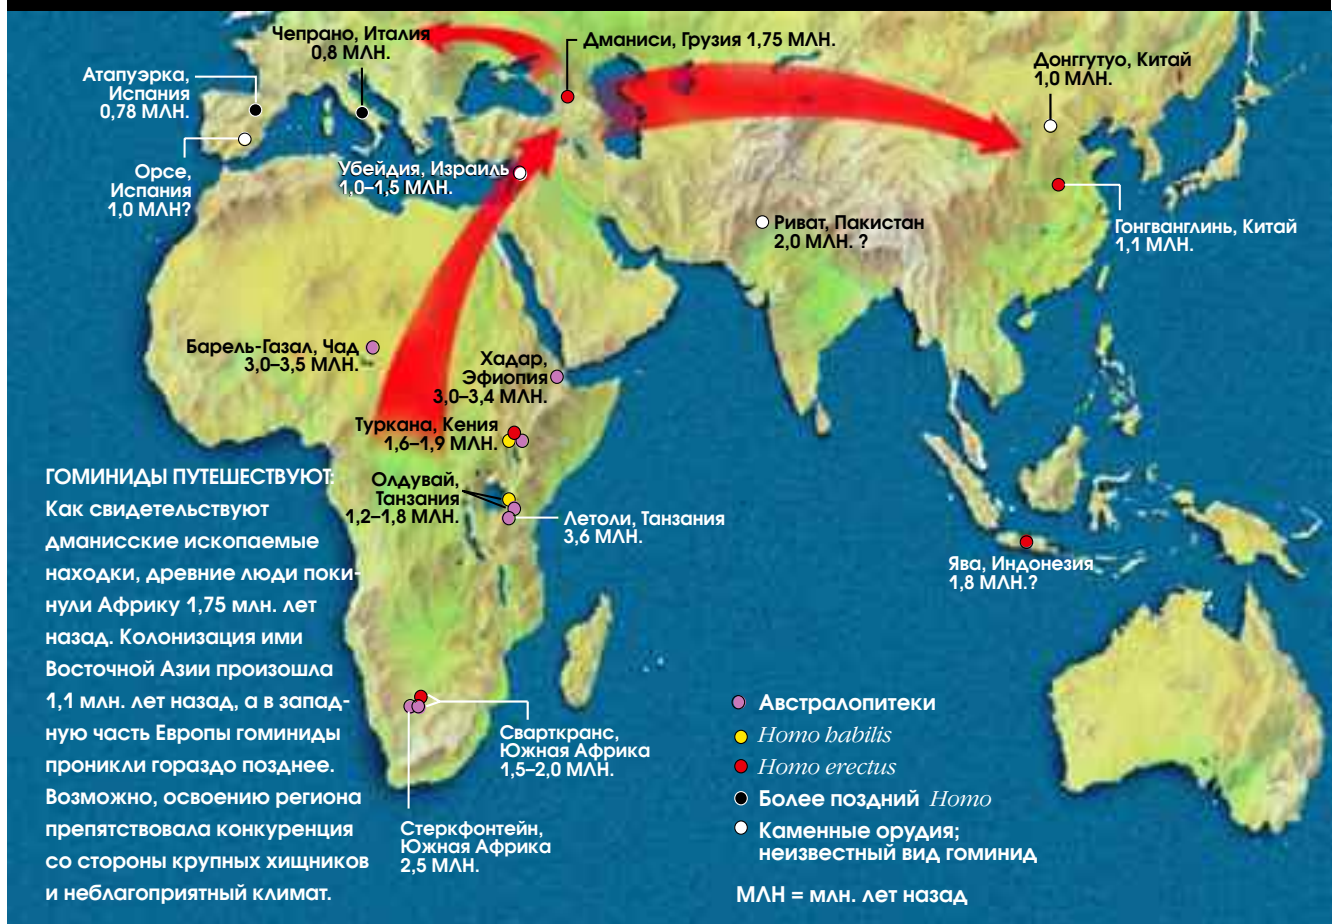 Чепрано, Италия
0,8 МЛН.
Дманиси, Грузия 1,75 МЛН.
Донггутуо, Китай
1,0 МЛН.
Атапуэрка,
Испания
0,78 МЛН.
Орсе,
Испания
1,0 МЛН?
Убейдия, Израиль
1,0–1,5 МЛН.
Риват, Пакистан
2,0 МЛН. ?
Гонгванглинь, Китай
1,1 МЛН.
Барель-Газал, Чад
3,0–3,5 МЛН.
Хадар,
Эфиопия
3,0–3,4 МЛН.
Туркана, Кения
1,6–1,9 МЛН.
Олдувай,
Танзания
1,2–1,8 МЛН.
Летоли, Танзания
3,6 МЛН.
Ява, Индонезия
1,8 МЛН.?
Сварткранс,
Южная Африка
1,5–2,0 МЛН.
Стеркфонтейн,
Южная Африка
2,5 МЛН.
ГОМИНИДЫ ПУТЕШЕСТВУЮТ:
Как свидетельствуют
дманисские ископаемые
находки, древние люди поки-
нули Африку 1,75 млн. лет
назад. Колонизация ими
Восточной Азии произошла
1,1 млн. лет назад, а в запад-
ную часть Европы гоминиды
проникли гораздо позднее.
Возможно, освоению региона
препятствовала конкуренция
со стороны крупных хищников
и неблагоприятный климат.
Австралопитеки
Homo habilis
Homo erectus
Более поздний Homo
Каменные орудия;
неизвестный вид гоминид
МЛН = млн. лет назад